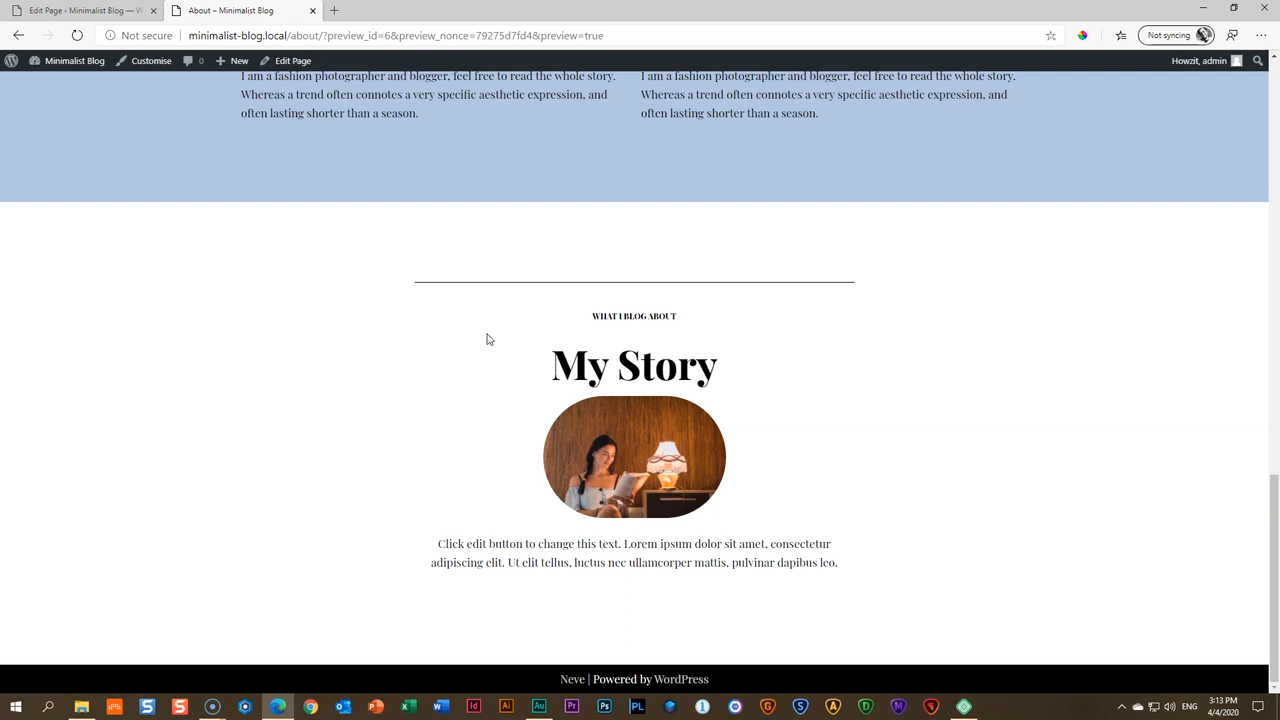 Edit Page ‹ Minimalist Blog — W
About – Minimalist Blog
Not secure
minimalist-blog.local/about/?preview_id=6&preview_nonce=79275d7fd4&preview=true
Not syncing
Minimalist Blog
Customise
0
New
Edit Page
Howzit, admin
I am a fashion photographer and blogger, feel free to read the whole story.
Whereas a trend often connotes a very specific aesthetic expression, and
often lasting shorter than a season.
I am a fashion photographer and blogger, feel free to read the whole story.
Whereas a trend often connotes a very specific aesthetic expression, and
often lasting shorter than a season.
WHAT I BLOG ABOUT
My Story
Click edit button to change this text. Lorem ipsum dolor sit amet, consectetur
adipiscing elit. Ut elit tellus, luctus nec ullamcorper mattis, pulvinar dapibus leo.
Neve | Powered by WordPress
ENG
3:13 PM
4/4/2020